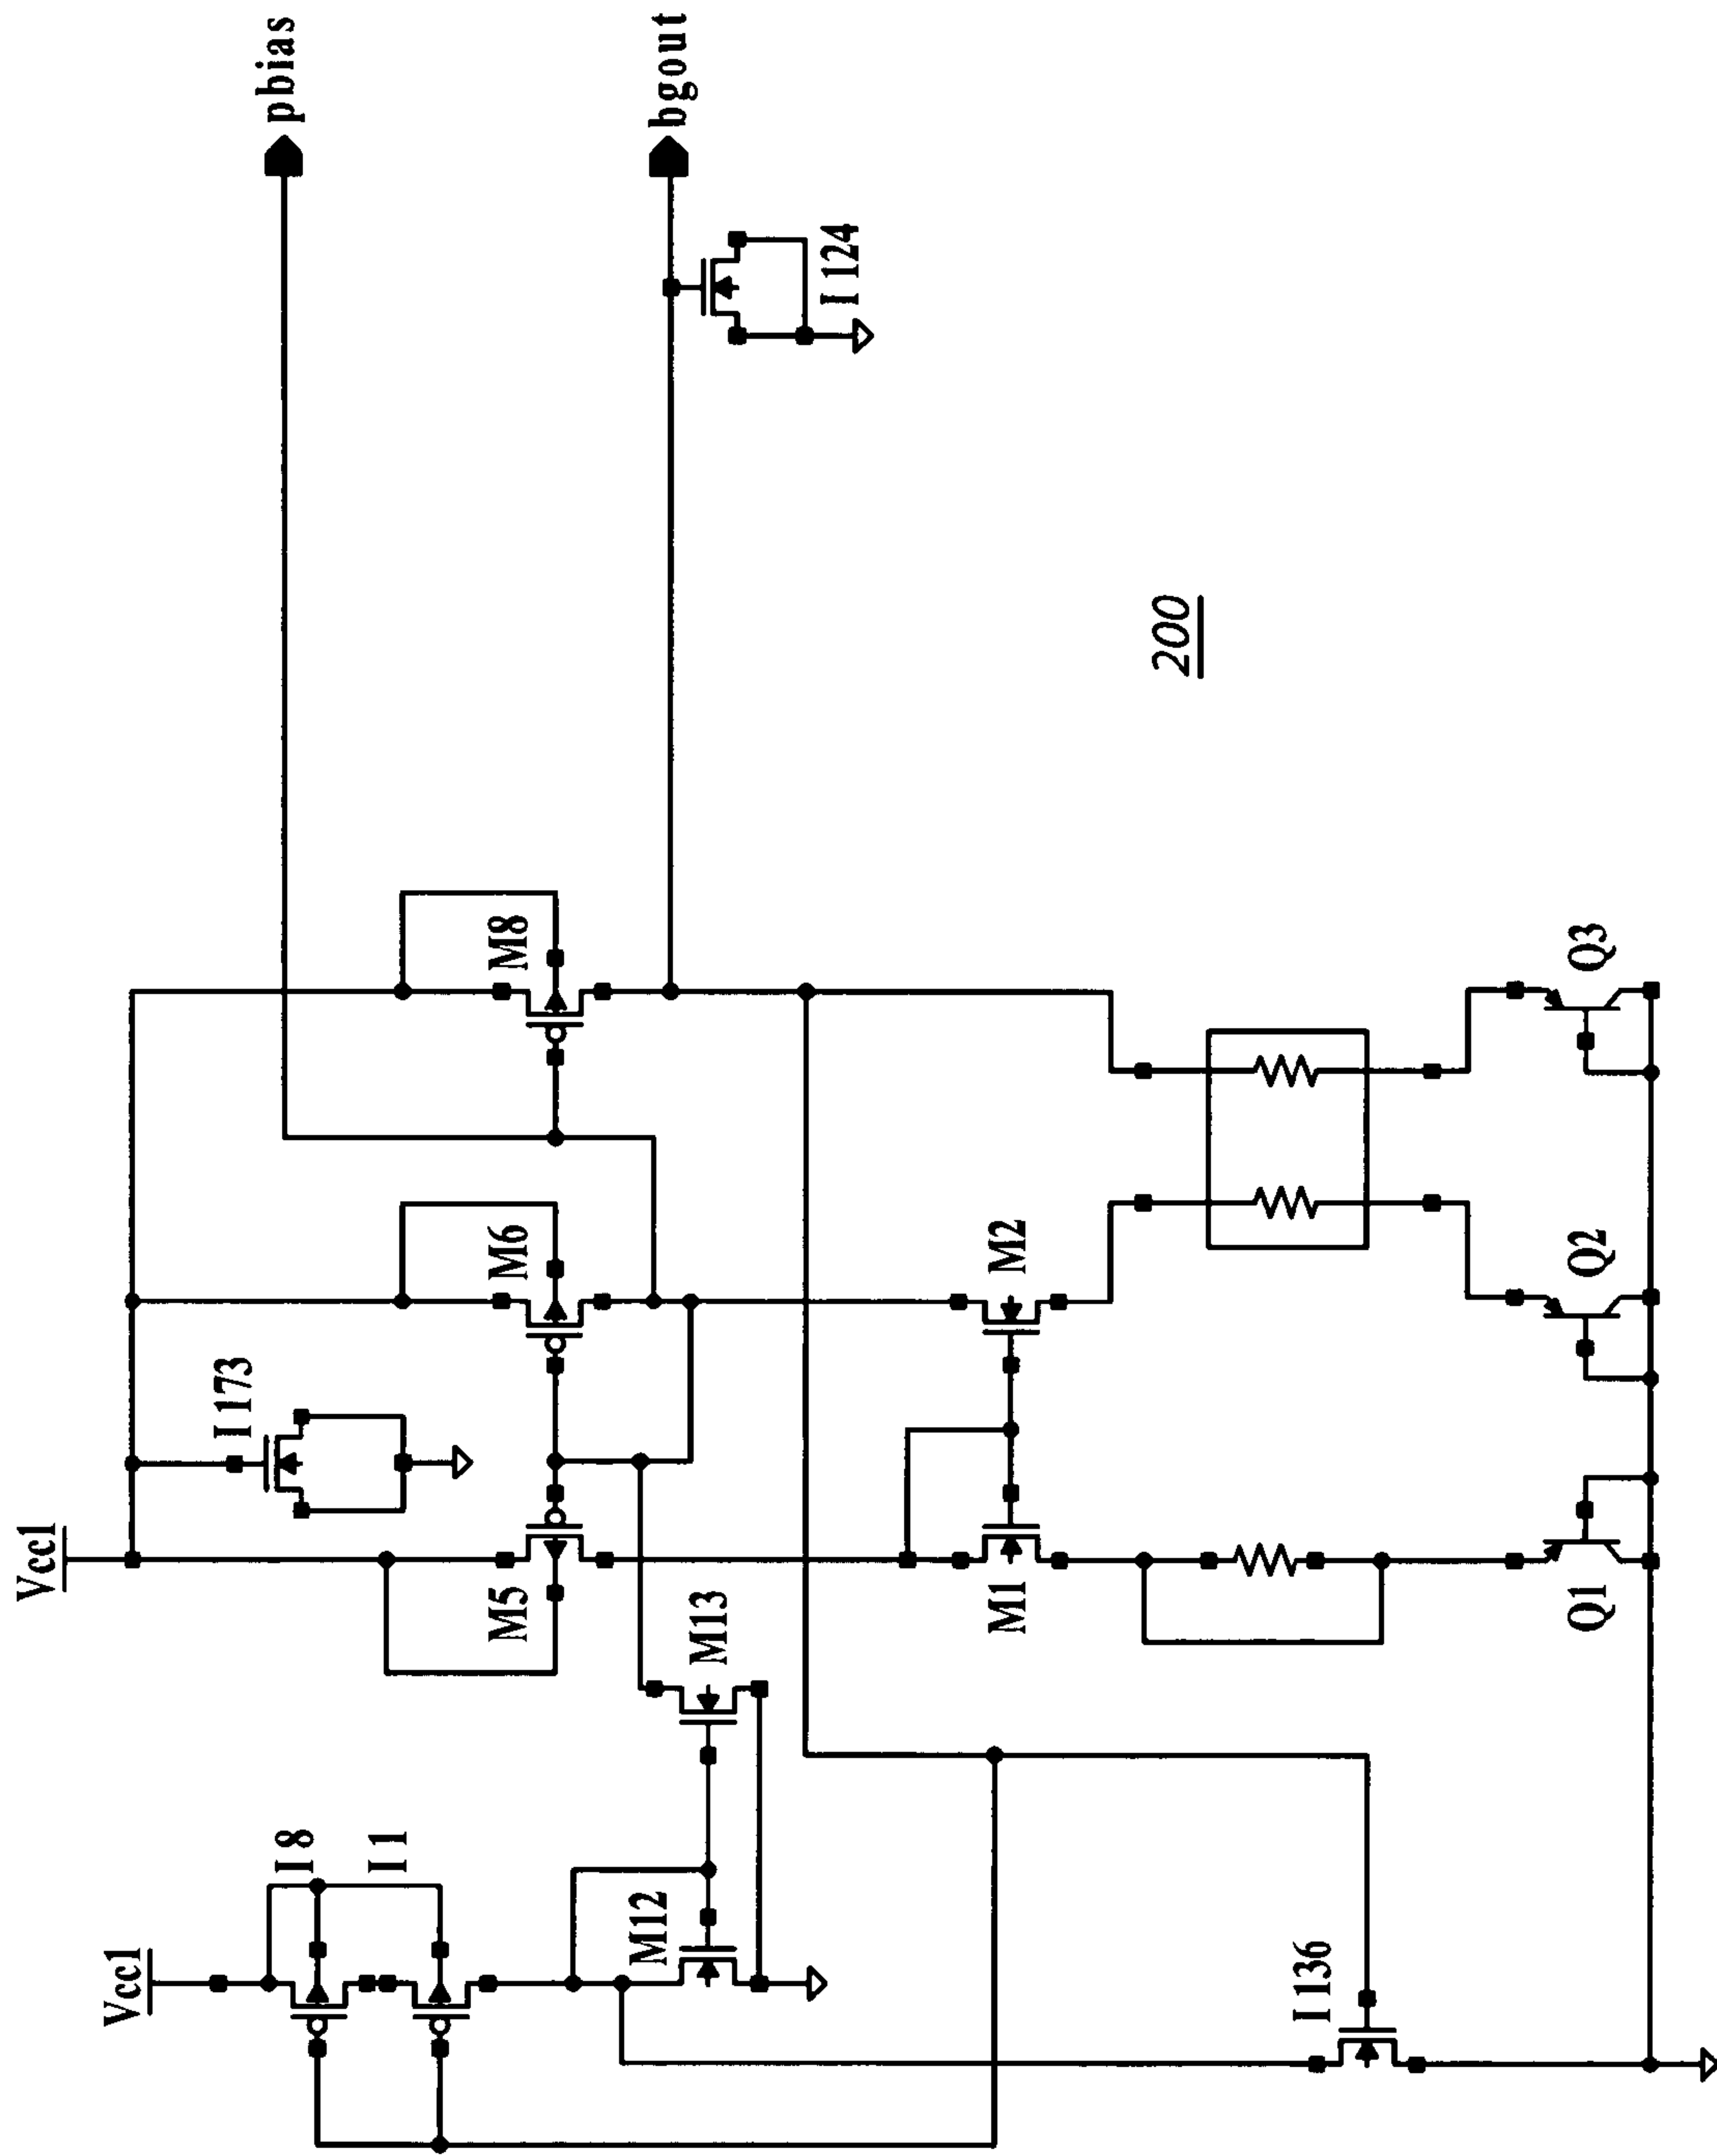 Vcc1
Vcc1
pbias
bgout
I 8
I 1
I 173
M5
M6
M8
M12
M13
I 124
M1
M2
200
I 136
Q1
Q2
Q3